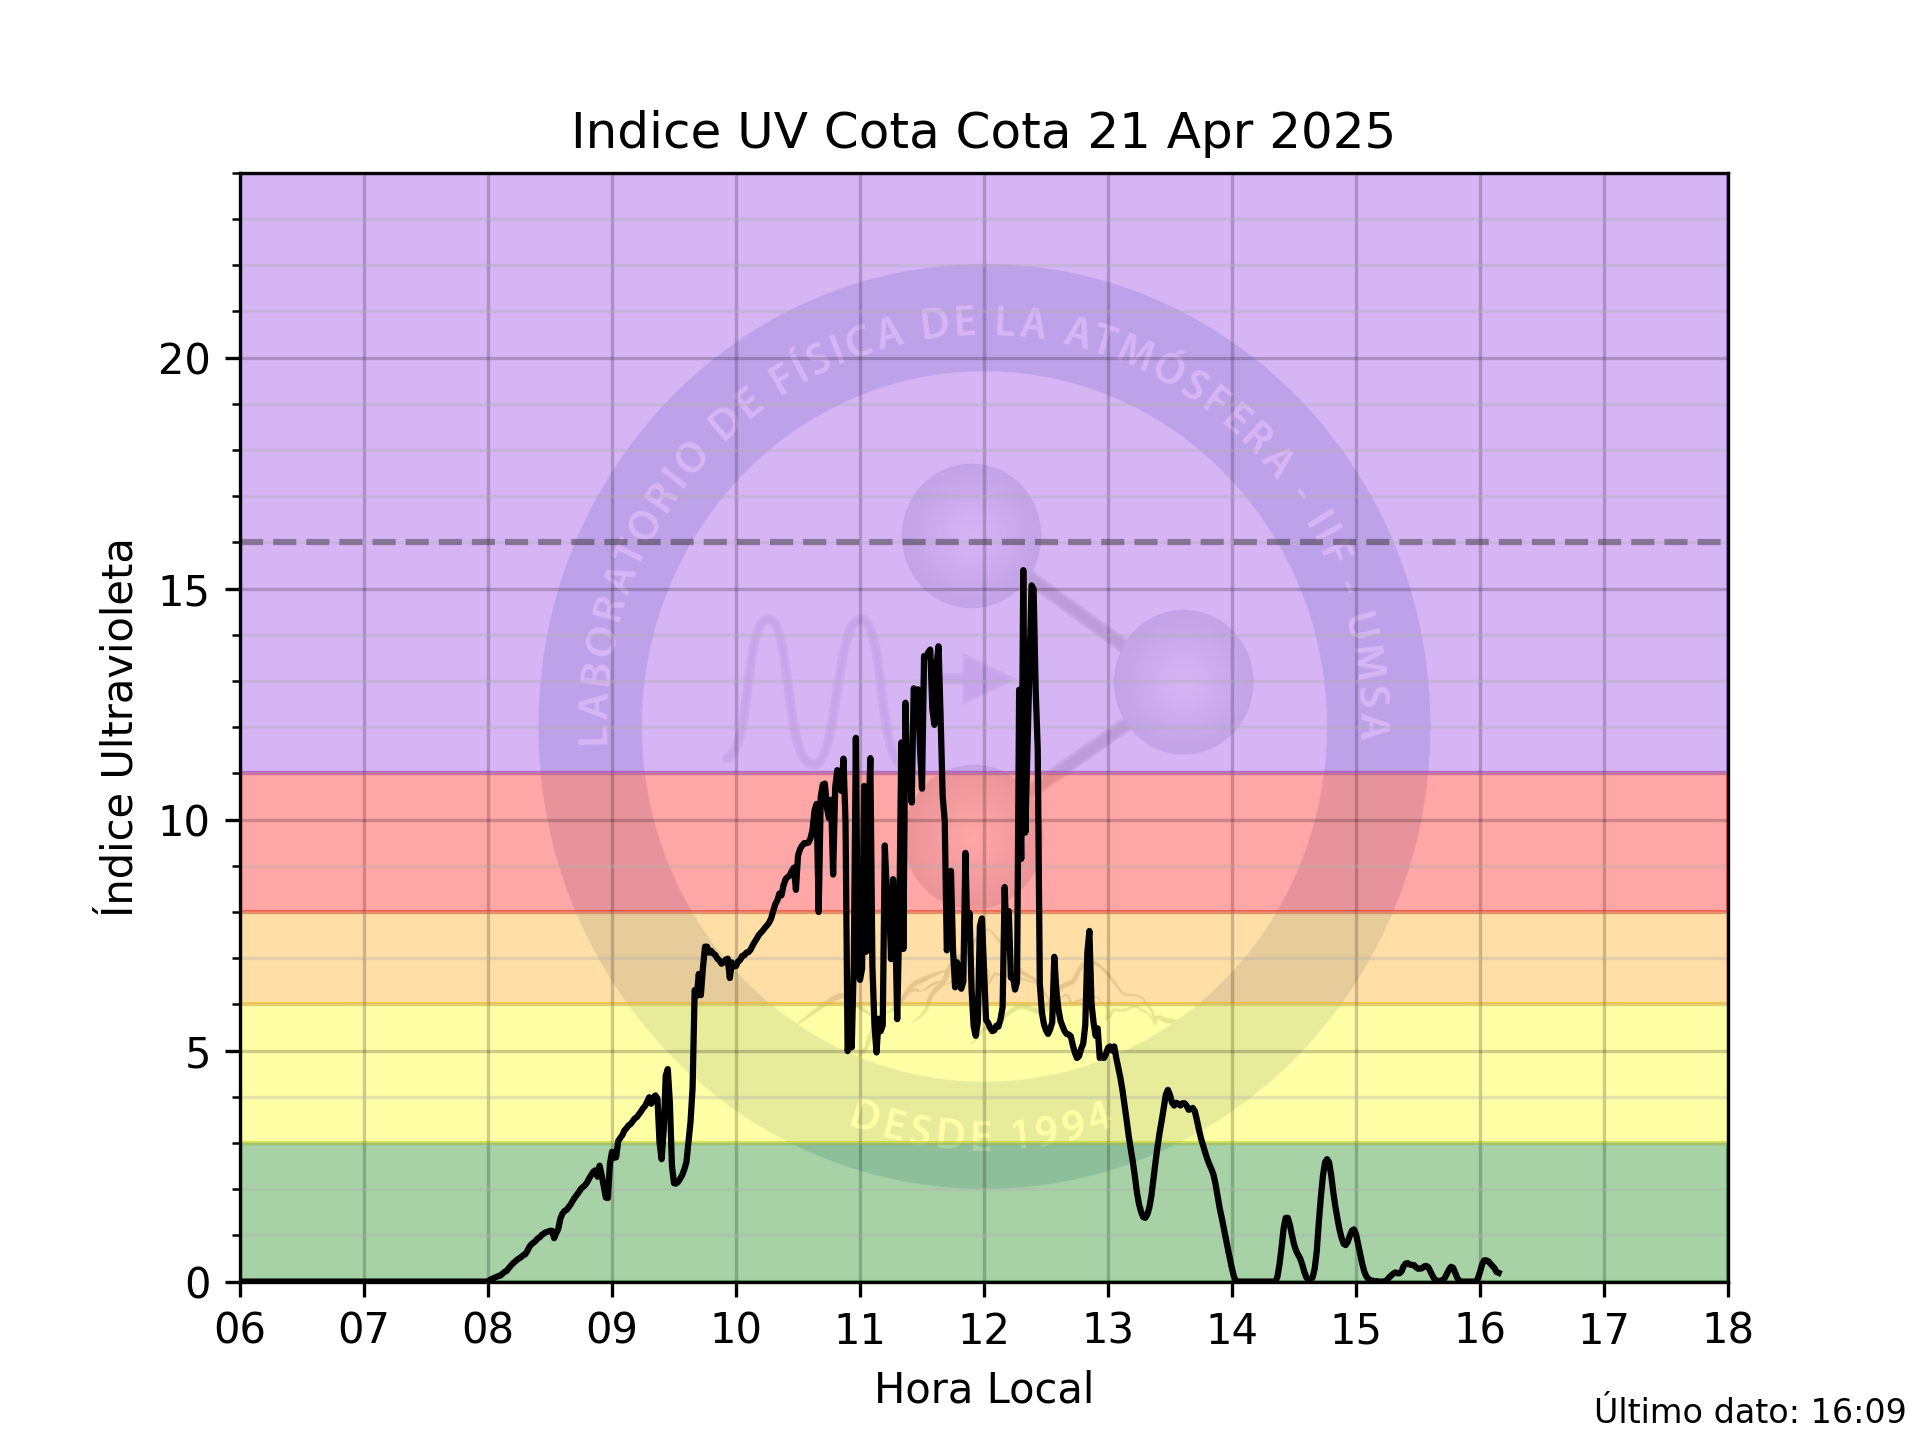 Indice UV Cota Cota 21 Apr 2025
LABORATORIO DE FÍSICA DE LA ATMÓSFERA - IIF - UMSA
DESDE 1994
Índice Ultravioleta
20
15
10
5
0
06 07 08 09 10 11 12 13 14 15 16 17 18
Hora Local
Último dato: 16:09